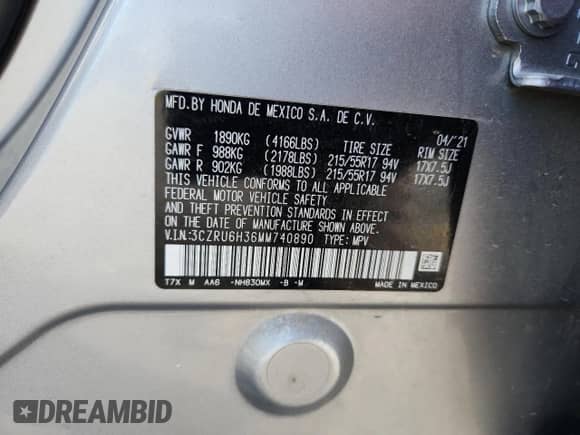 MFD.BY HONDA DE MEXICO S.A. DE C.V.
04/'21
GVWR 1890KG (4166LBS) TIRE SIZE RIM SIZE
GAWR F 988KG (2178LBS) 215/55R17 94V 17X7.5J
GAWR R 902KG (1988LBS) 215/55R17 94V 17X7.5J
THIS VEHICLE CONFORMS TO ALL APPLICABLE
FEDERAL MOTOR VEHICLE SAFETY
AND THEFT PREVENTION STANDARDS IN EFFECT
ON THE DATE OF MANUFACTURE SHOWN ABOVE.
V.I.N.:3CZRU6H36MM740890 TYPE: MPV
T7X M AA6 -NH830MX -B -M MADE IN MEXICO
DREAMBID